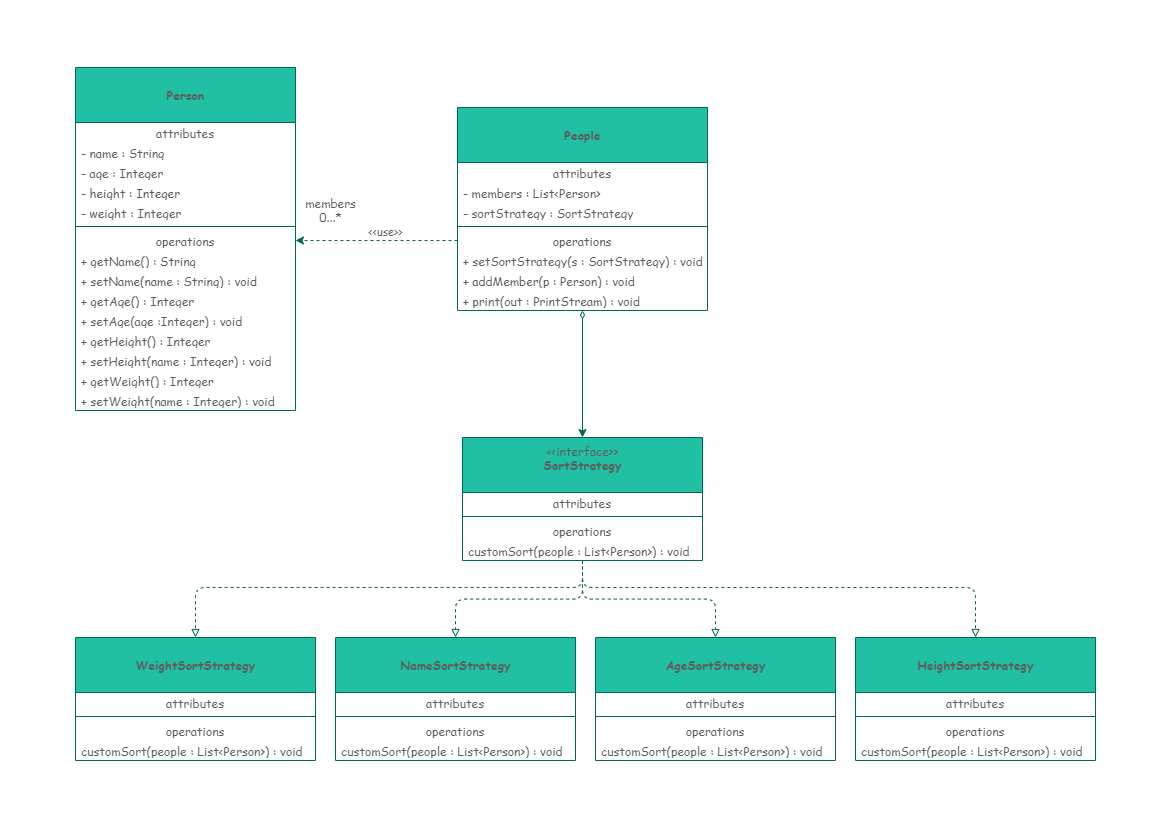 Person
attributes
- name : String
- age : Integer
- height : Integer
- weight : Integer
operations
+ getName() : String
+ setName(name : String) : void
+ getAge() : Integer
+ setAge(age :Integer) : void
+ getHeight() : Integer
+ setHeight(name : Integer) : void
+ getWeight() : Integer
+ setWeight(name : Integer) : void
members
0...*
<<use>>
People
attributes
- members : List<Person>
- sortStrategy : SortStrategy
operations
+ setSortStrategy(s : SortStrategy) : void
+ addMember(p : Person) : void
+ print(out : PrintStream) : void
<<interface>>
SortStrategy
attributes
operations
customSort(people : List<Person>) : void
WeightSortStrategy
attributes
operations
customSort(people : List<Person>) : void
NameSortStrategy
attributes
operations
customSort(people : List<Person>) : void
AgeSortStrategy
attributes
operations
customSort(people : List<Person>) : void
HeightSortStrategy
attributes
operations
customSort(people : List<Person>) : void